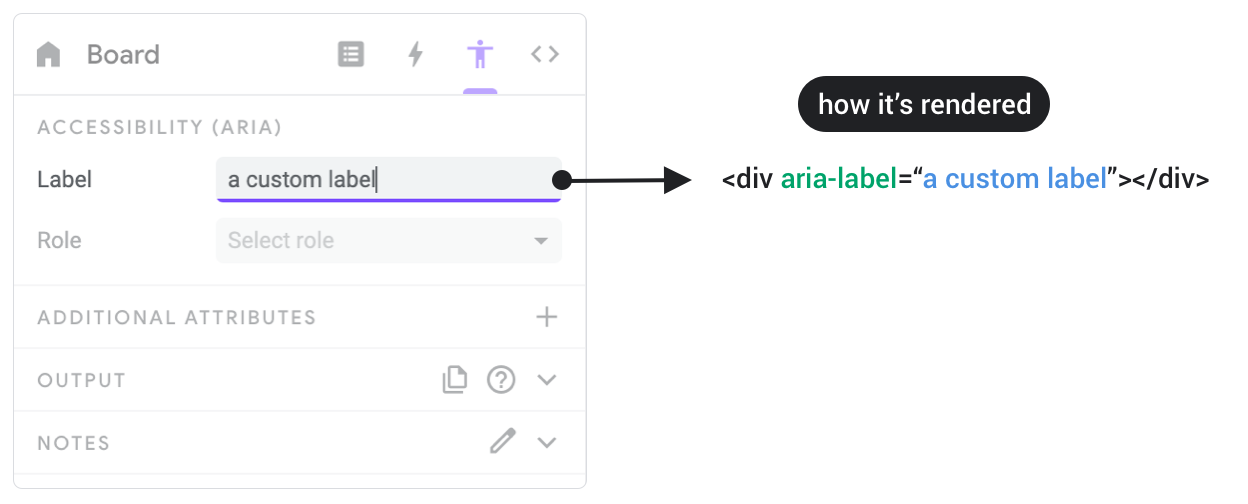 Board
ACCESSIBILITY (ARIA)
Label
a custom label
Role
Select role
ADDITIONAL ATTRIBUTES
OUTPUT
NOTES
how it’s rendered
<div aria-label=“a custom label”></div>